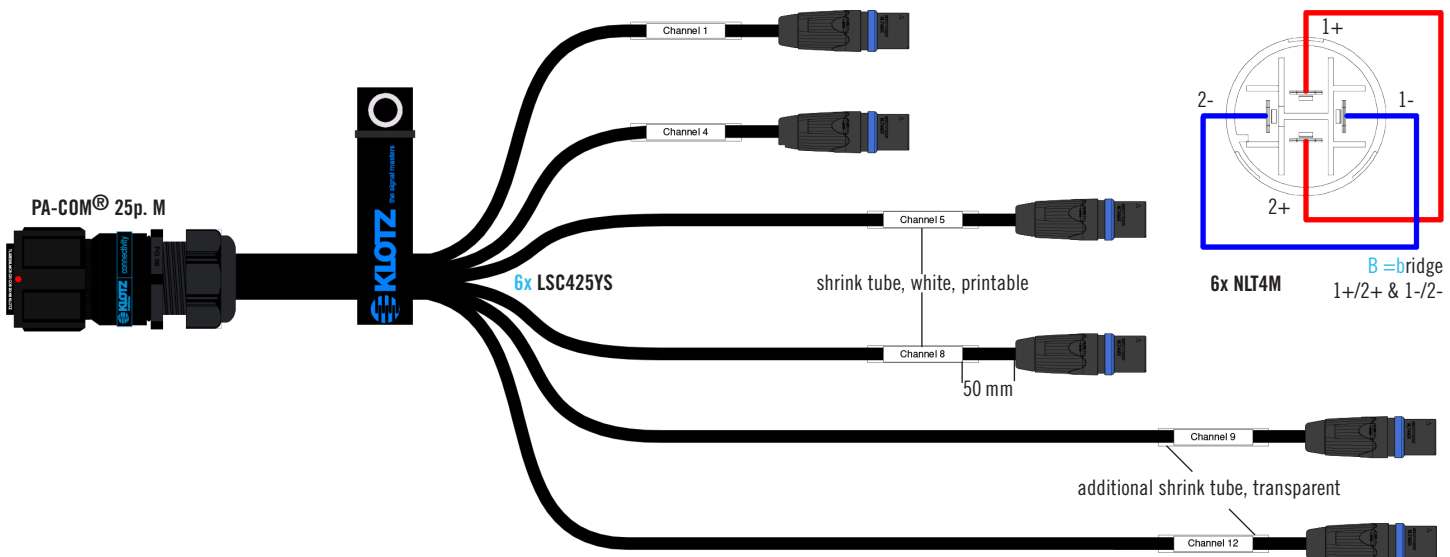 Channel 1
1+
2-
1-
Channel 4
the signal masters
PA-COM® 25p. M
2+
Channel 5
KLOTZ
connectivity
KLOTZ
B =bridge
6x LSC425YS
shrink tube, white, printable
6x NLT4M
1+/2+ & 1-/2-
Channel 8
50 mm
Channel 9
additional shrink tube, transparent
Channel 12